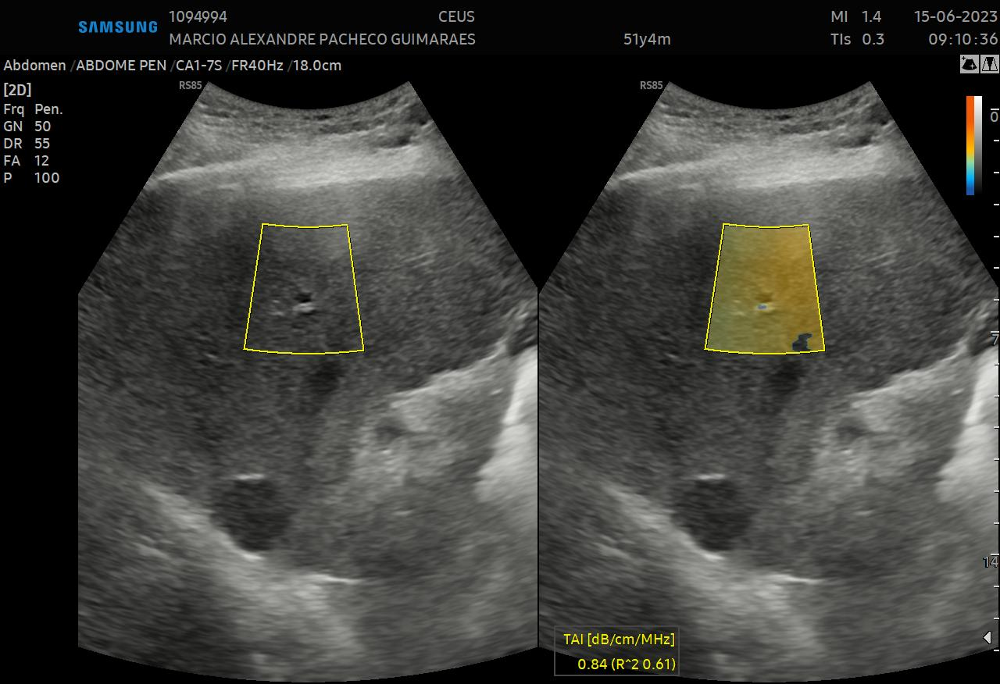 SAMSUNG 1094994 CEUS MI 1.4 15-06-2023
MARCIO ALEXANDRE PACHECO GUIMARAES 51y4m TIs 0.3 09:10:36
Abdomen /ABDOME PEN /CA1-7S /FR40Hz /18.0cm
[2D]
Frq Pen.
GN 50
DR 55
FA 12
P 100
RS85
RS85
0
7
14
TAI [dB/cm/MHz]
0.84 (R^2 0.61)